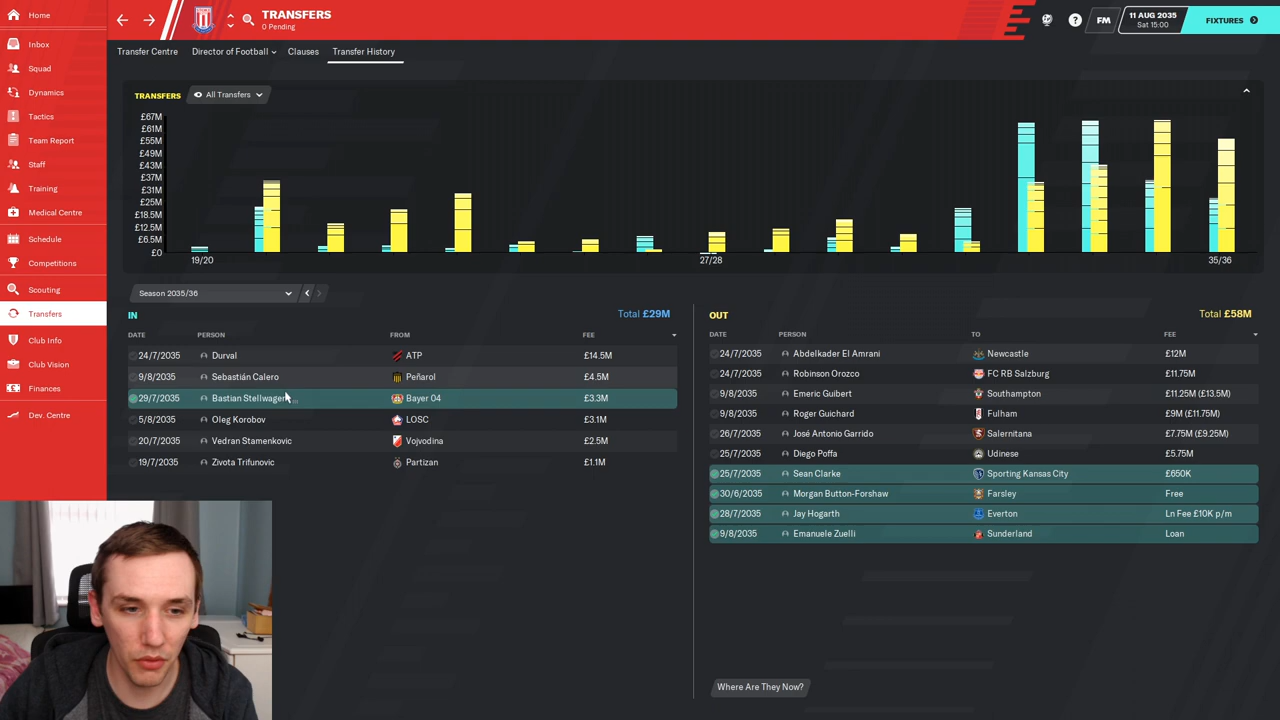 Home
TRANSFERS
0 Pending
FM
11 AUG 2035
Sat 15:00
FIXTURES
Inbox
Squad
Dynamics
Tactics
Team Report
Staff
Training
Medical Centre
Schedule
Competitions
Scouting
Transfers
Club Info
Club Vision
Finances
Dev. Centre
Transfer Centre Director of Football Clauses Transfer History
TRANSFERS All Transfers
£67M
£61M
£55M
£49M
£43M
£37M
£31M
£25M
£18.5M
£12.5M
£6.5M
£0
19/20 27/28 35/36
Season 2035/36
IN Total £29M
DATE PERSON FROM FEE
24/7/2035 Durval ATP £14.5M
9/8/2035 Sebastián Calero Peñarol £4.5M
29/7/2035 Bastian Stellwagen Bayer 04 £3.3M
5/8/2035 Oleg Korobov LOSC £3.1M
20/7/2035 Vedran Stamenkovic Vojvodina £2.5M
19/7/2035 Zivota Trifunovic Partizan £1.1M
OUT Total £58M
DATE PERSON TO FEE
24/7/2035 Abdelkader El Amrani Newcastle £12M
24/7/2035 Robinson Orozco FC RB Salzburg £11.75M
9/8/2035 Emeric Guibert Southampton £11.25M (£13.5M)
9/8/2035 Roger Guichard Fulham £9M (£11.75M)
26/7/2035 José Antonio Garrido Salernitana £7.75M (£9.25M)
25/7/2035 Diego Poffa Udinese £5.75M
25/7/2035 Sean Clarke Sporting Kansas City £650K
30/6/2035 Morgan Button-Forshaw Farsley Free
28/7/2035 Jay Hogarth Everton Ln Fee £10K p/m
9/8/2035 Emanuele Zuelli Sunderland Loan
Where Are They Now?